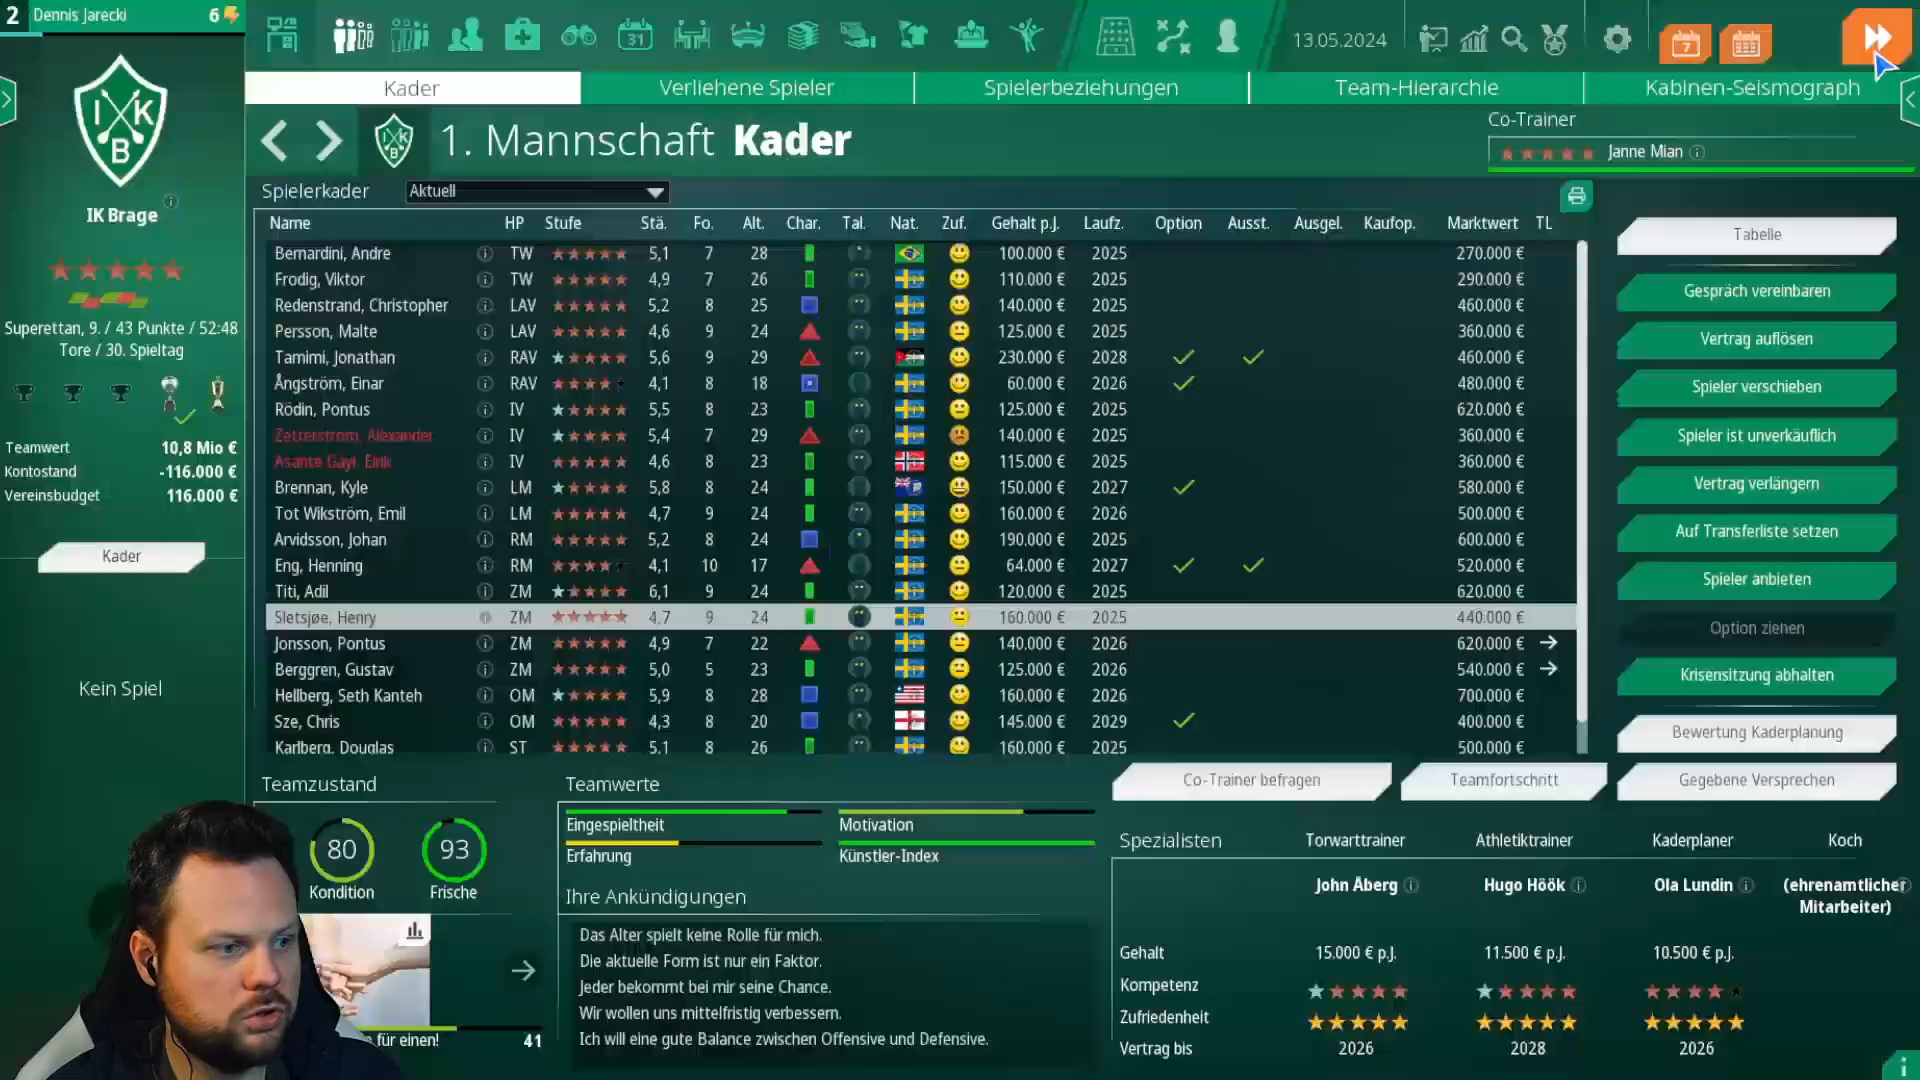 2 Dennis Jarecki 6
31
13.05.2024
7
Kader Verliehene Spieler Spielerbeziehungen Team-Hierarchie Kabinen-Seismograph
1. Mannschaft Kader
Co-Trainer
Janne Mian
IK Brage
Superettan, 9. / 43 Punkte / 52:48
Tore / 30. Spieltag
Teamwert 10,8 Mio €
Kontostand -116.000 €
Vereinsbudget 116.000 €
Kader
Kein Spiel
Spielerkader Aktuell
Name HP Stufe Stä. Fo. Alt. Char. Tal. Nat. Zuf. Gehalt p.J. Laufz. Option Ausst. Ausgel. Kaufop. Marktwert TL
Bernardini, Andre TW 5,1 7 28 100.000 € 2025 270.000 €
Frodig, Viktor TW 4,9 7 26 110.000 € 2025 290.000 €
Redenstrand, Christopher LAV 5,2 8 25 140.000 € 2025 460.000 €
Persson, Malte LAV 4,6 9 24 125.000 € 2025 360.000 €
Tamimi, Jonathan RAV 5,6 9 29 230.000 € 2028 460.000 €
Ångström, Einar RAV 4,1 8 18 60.000 € 2026 480.000 €
Rödin, Pontus IV 5,5 8 23 125.000 € 2025 620.000 €
Zetterström, Alexander IV 5,4 7 29 140.000 € 2025 360.000 €
Asante Gayi, Eirik IV 4,6 8 23 115.000 € 2025 360.000 €
Brennan, Kyle LM 5,8 8 24 150.000 € 2027 580.000 €
Tot Wikström, Emil LM 4,7 9 24 160.000 € 2026 500.000 €
Arvidsson, Johan RM 5,2 8 24 190.000 € 2025 600.000 €
Eng, Henning RM 4,1 10 17 64.000 € 2027 520.000 €
Titi, Adil ZM 6,1 9 24 120.000 € 2025 620.000 €
Sletsjøe, Henry ZM 4,7 9 24 160.000 € 2025 440.000 €
Jonsson, Pontus ZM 4,9 7 22 140.000 € 2026 620.000 €
Berggren, Gustav ZM 5,0 5 23 125.000 € 2026 540.000 €
Hellberg, Seth Kanteh OM 5,9 8 28 160.000 € 2026 700.000 €
Sze, Chris OM 4,3 8 20 145.000 € 2029 400.000 €
Karlberg, Douglas ST 5,1 8 26 160.000 € 2025 500.000 €
Tabelle
Gespräch vereinbaren
Vertrag auflösen
Spieler verschieben
Spieler ist unverkäuflich
Vertrag verlängern
Auf Transferliste setzen
Spieler anbieten
Option ziehen
Krisensitzung abhalten
Bewertung Kaderplanung
Gegebene Versprechen
Co-Trainer befragen
Teamfortschritt
Teamzustand
80 93
Kondition Frische
für einen! 41
Teamwerte
Eingespieltheit Motivation
Erfahrung Künstler-Index
Ihre Ankündigungen
Das Alter spielt keine Rolle für mich.
Die aktuelle Form ist nur ein Faktor.
Jeder bekommt bei mir seine Chance.
Wir wollen uns mittelfristig verbessern.
Ich will eine gute Balance zwischen Offensive und Defensive.
Spezialisten Torwarttrainer Athletiktrainer Kaderplaner Koch
John Åberg Hugo Höök Ola Lundin (ehrenamtlicher
Mitarbeiter)
Gehalt 15.000 € p.J. 11.500 € p.J. 10.500 € p.J.
Kompetenz
Zufriedenheit
Vertrag bis 2026 2028 2026